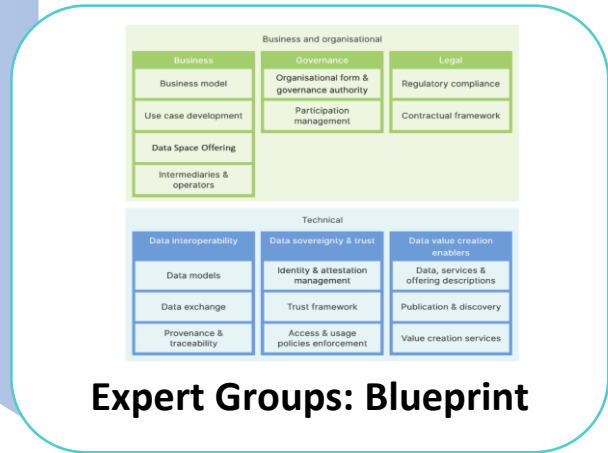 Business and organisational
Business
Governance
Legal
Business model
Organisational form &
governance authority
Regulatory compliance
Use case development
Participation
management
Contractual framework
Data Space Offering
Intermediaries &
operators
Technical
Data interoperability
Data sovereignty & trust
Data value creation
enablers
Data models
Identity & attestation
management
Data, services &
offering descriptions
Data exchange
Trust framework
Publication & discovery
Provenance &
traceability
Access & usage
policies enforcement
Value creation services
Expert Groups: Blueprint